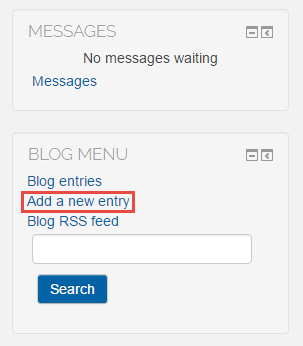 MESSAGES
No messages waiting
Messages
BLOG MENU
Blog entries
Add a new entry
Blog RSS feed
Search